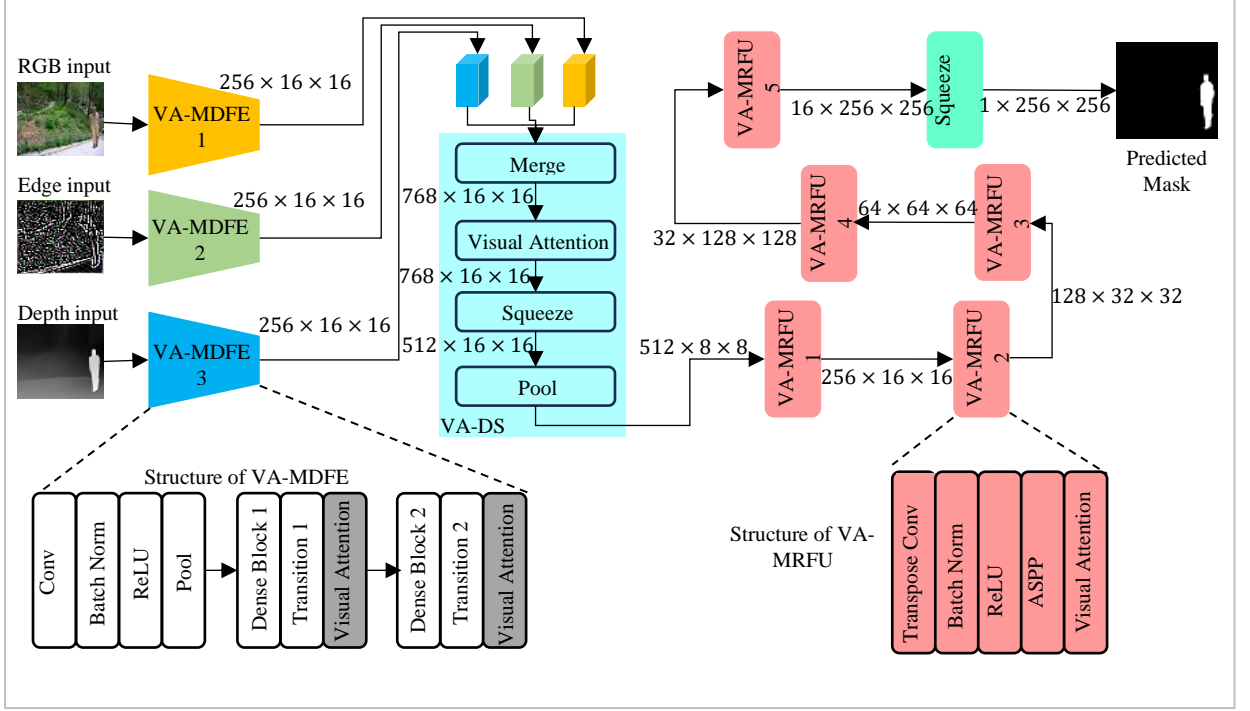 RGB input
256 × 16 × 16
VA-MDFE
1
Edge input
256 × 16 × 16
VA-MDFE
2
Depth input
256 × 16 × 16
VA-MDFE
3
Merge
768 × 16 × 16
Visual Attention
768 × 16 × 16
Squeeze
512 × 16 × 16
Pool
VA-DS
512 × 8 × 8
VA-MRFU
1
256 × 16 × 16
VA-MRFU
2
128 × 32 × 32
VA-MRFU
3
64 × 64 × 64
VA-MRFU
4
32 × 128 × 128
VA-MRFU
5
16 × 256 × 256
Squeeze
1 × 256 × 256
Predicted
Mask
Structure of VA-MDFE
Conv
Batch Norm
ReLU
Pool
Dense Block 1
Transition 1
Visual Attention
Dense Block 2
Transition 2
Visual Attention
Structure of VA-
MRFU
Transpose Conv
Batch Norm
ReLU
ASPP
Visual Attention